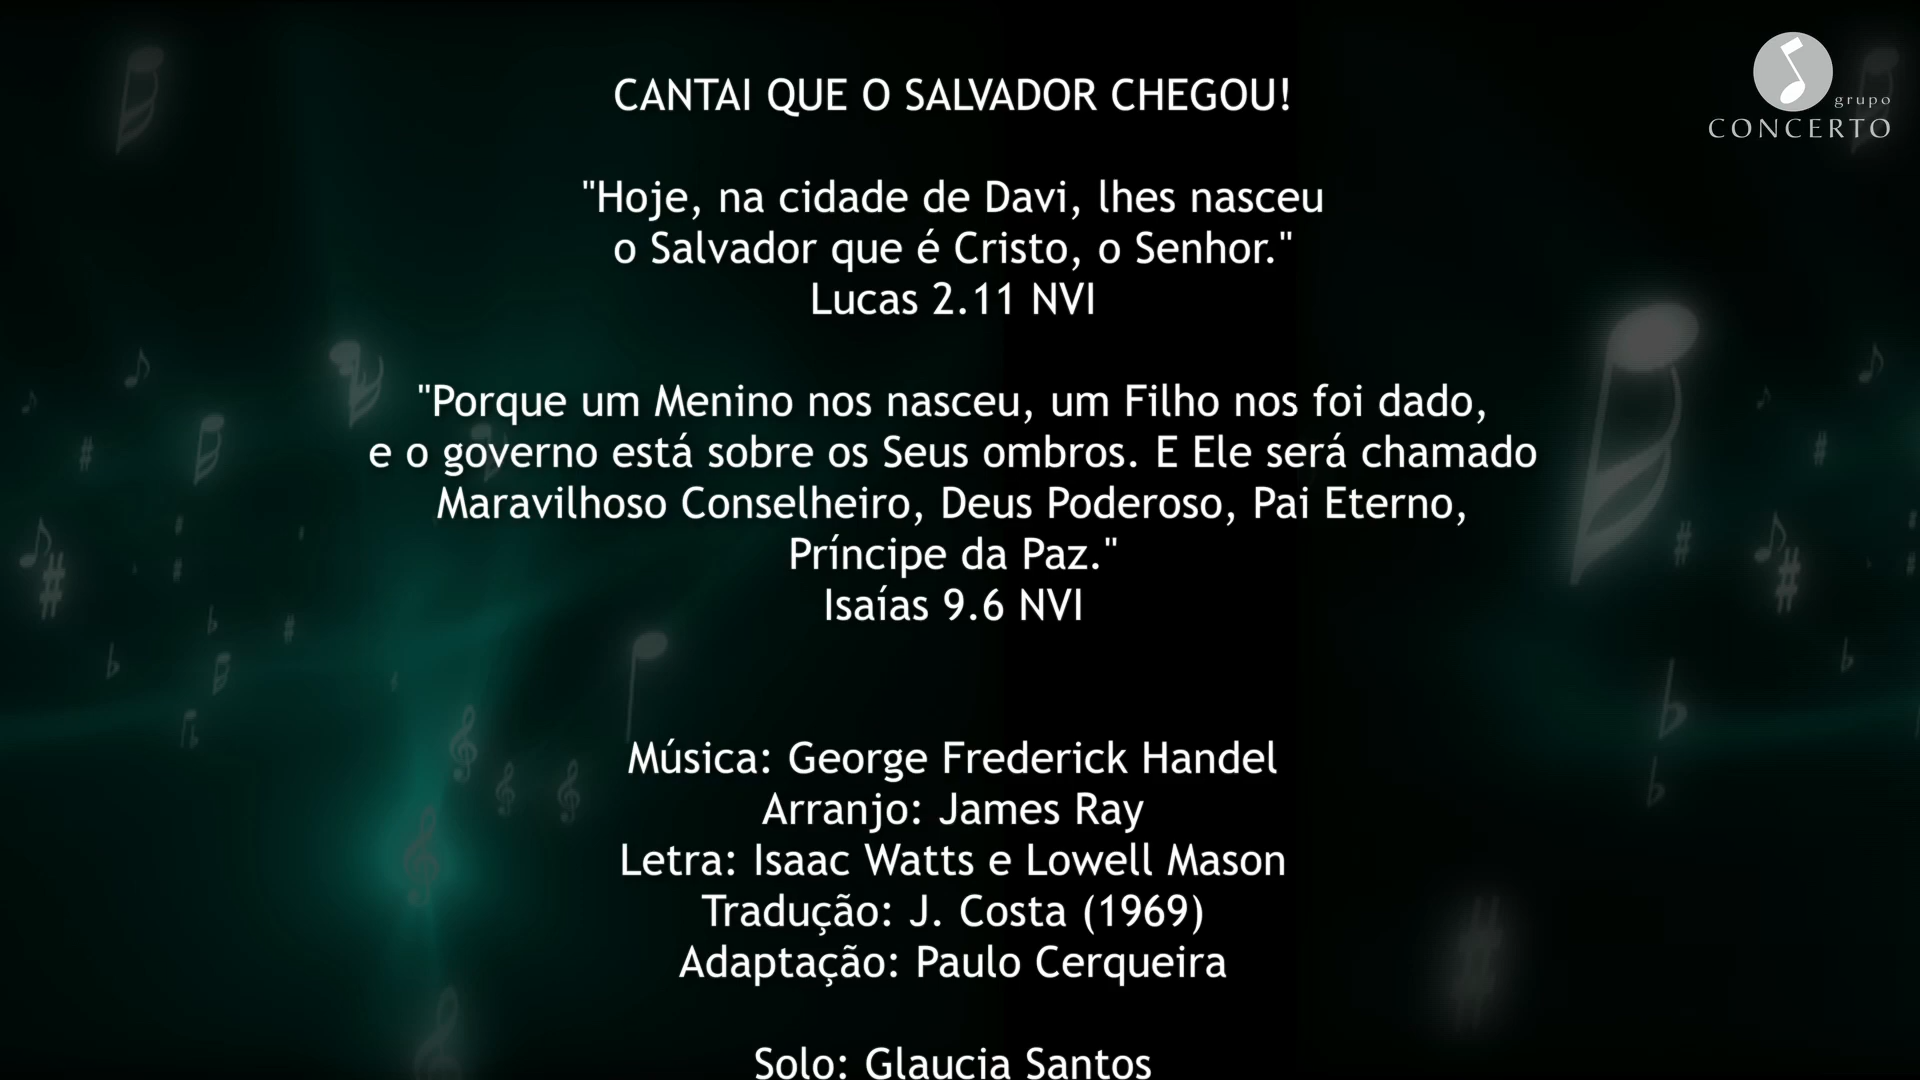 CANTAI QUE O SALVADOR CHEGOU!
grupo
CONCERTO
"Hoje, na cidade de Davi, lhes nasceu
o Salvador que é Cristo, o Senhor."
Lucas 2.11 NVI
"Porque um Menino nos nasceu, um Filho nos foi dado,
e o governo está sobre os Seus ombros. E Ele será chamado
Maravilhoso Conselheiro, Deus Poderoso, Pai Eterno,
Príncipe da Paz."
Isaías 9.6 NVI
Música: George Frederick Handel
Arranjo: James Ray
Letra: Isaac Watts e Lowell Mason
Tradução: J. Costa (1969)
Adaptação: Paulo Cerqueira
Solo: Glaucia Santos